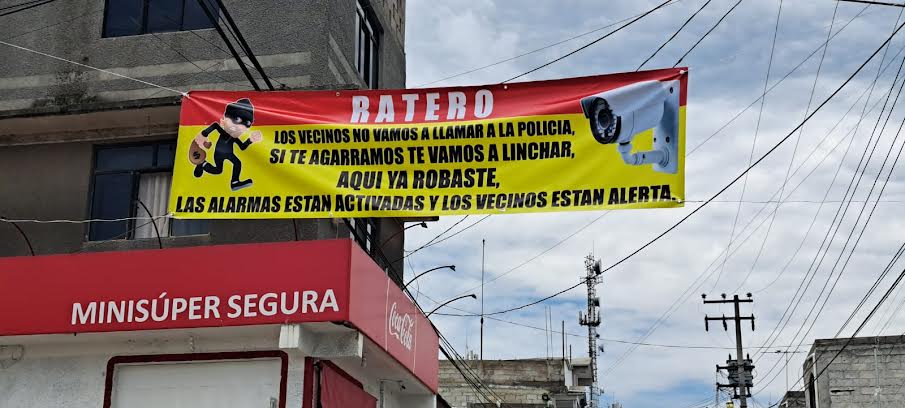 RATERO
LOS VECINOS NO VAMOS A LLAMAR A LA POLICIA,
SI TE AGARRAMOS TE VAMOS A LINCHAR,
AQUI YA ROBASTE,
LAS ALARMAS ESTAN ACTIVADAS Y LOS VECINOS ESTAN ALERTA.
MINISÚPER SEGURA
Coca-Cola